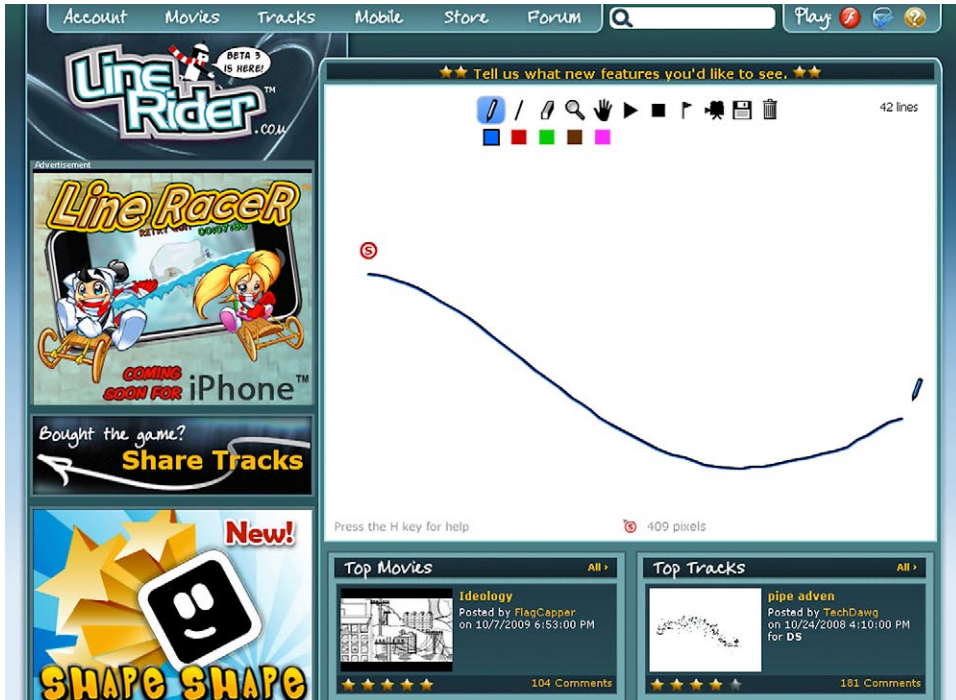 Account Movies Tracks Mobile Store Forum Play:
BETA 3
IS HERE!
Line
Rider™
.com
Tell us what new features you'd like to see.
42 lines
Advertisement
Line RaceR
COMING
SOON FOR iPhone™
S
Press the H key for help
S 409 pixels
Bought the game?
Share Tracks
New!
SHAPE SHAPE
Top Movies All ›
Ideology
Posted by FlagCapper
on 10/7/2009 6:53:00 PM
104 Comments
Top Tracks All ›
pipe adven
Posted by TechDawg
on 10/24/2008 4:10:00 PM
for DS
181 Comments